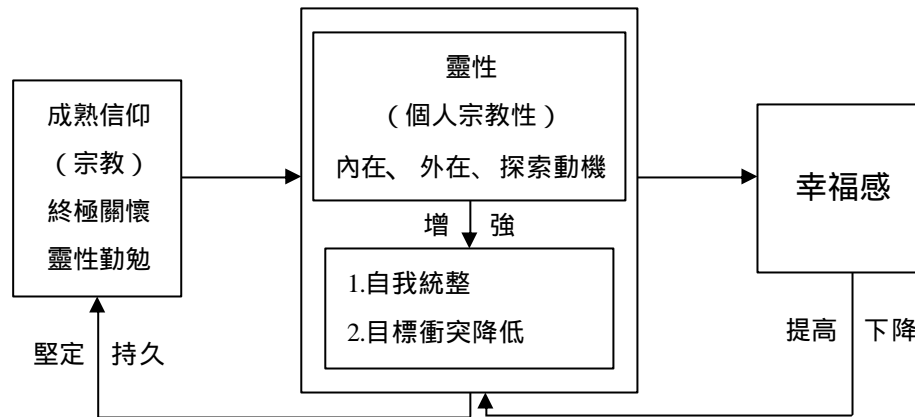 成熟信仰
（宗教）
終極關懷
靈性勤勉
靈性
（個人宗教性）
內在、外在、探索動機
增 強
1.自我統整
2.目標衝突降低
幸福感
堅定 持久
提高 下降